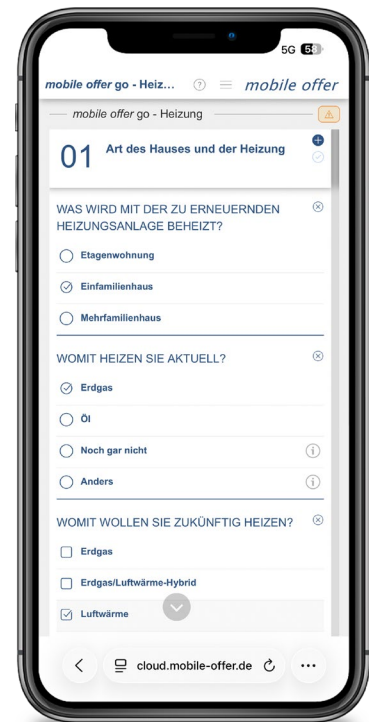 5G 58
mobile offer go - Heiz... ? mobile offer
mobile offer go - Heizung
01 Art des Hauses und der Heizung
WAS WIRD MIT DER ZU ERNEUERNDEN
HEIZUNGSANLAGE BEHEIZT?
Etagenwohnung
Einfamilienhaus
Mehrfamilienhaus
WOMIT HEIZEN SIE AKTUELL?
Erdgas
Öl
Noch gar nicht i
Anders i
WOMIT WOLLEN SIE ZUKÜNFTIG HEIZEN?
Erdgas
Erdgas/Luftwärme-Hybrid
Luftwärme
cloud.mobile-offer.de